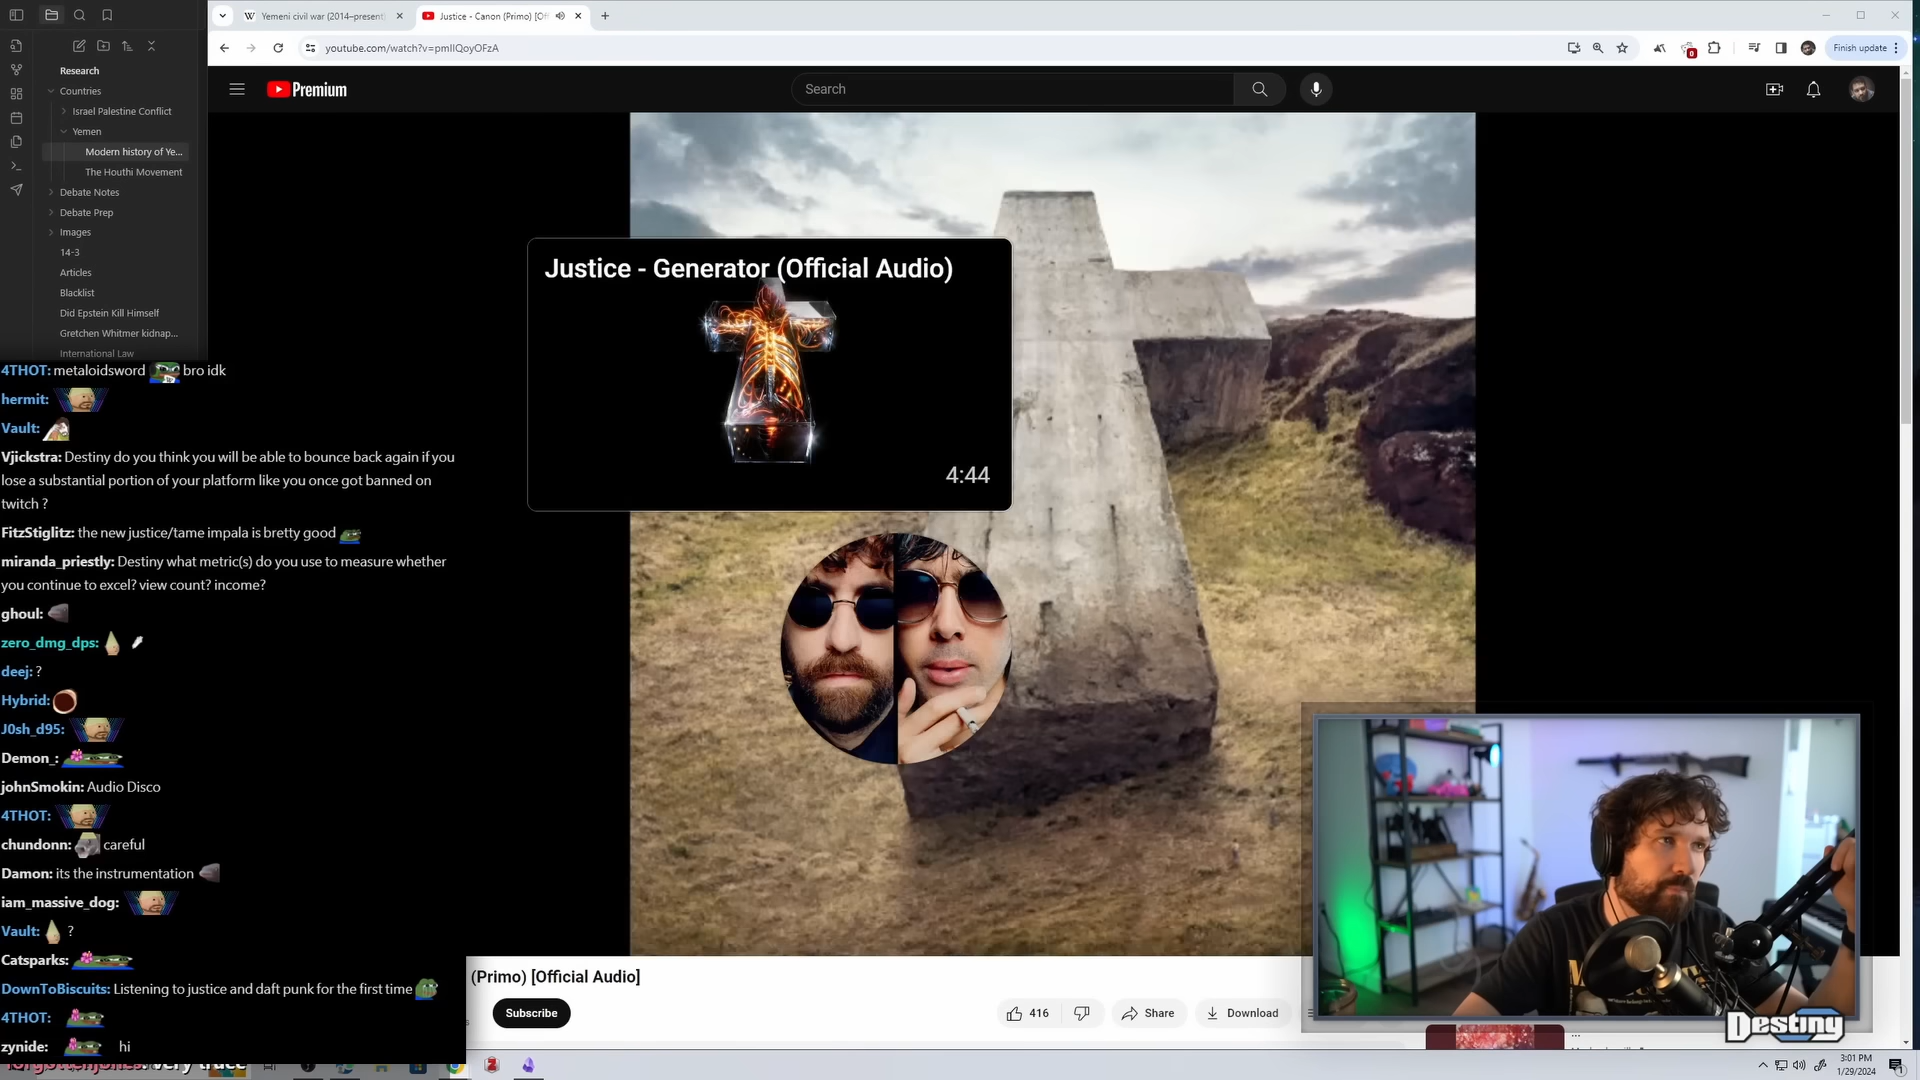 Yemeni civil war (2014–present
Justice - Canon (Primo) [Of
youtube.com/watch?v=pmIlQoyOFzA
Finish update
Premium
Search
Research
Countries
Israel Palestine Conflict
Yemen
Modern history of Ye...
The Houthi Movement
Debate Notes
Debate Prep
Images
14-3
Articles
Blacklist
Did Epstein Kill Himself
Gretchen Whitmer kidnap...
International Law
4THOT: metaloidsword bro idk
hermit:
Vault:
Vjickstra: Destiny do you think you will be able to bounce back again if you
lose a substantial portion of your platform like you once got banned on
twitch ?
FitzStiglitz: the new justice/tame impala is bretty good
miranda_priestly: Destiny what metric(s) do you use to measure whether
you continue to excel? view count? income?
ghoul:
zero_dmg_dps:
deej: ?
Hybrid:
J0sh_d95:
Demon_:
johnSmokin: Audio Disco
4THOT:
chundonn: careful
Damon: its the instrumentation
iam_massive_dog:
Vault: ?
Catsparks:
DownToBiscuits: Listening to justice and daft punk for the first time
4THOT:
zynide: hi
Justice - Generator (Official Audio)
4:44
(Primo) [Official Audio]
Subscribe
416
Share
Download
Destiny
3:01 PM
1/29/2024